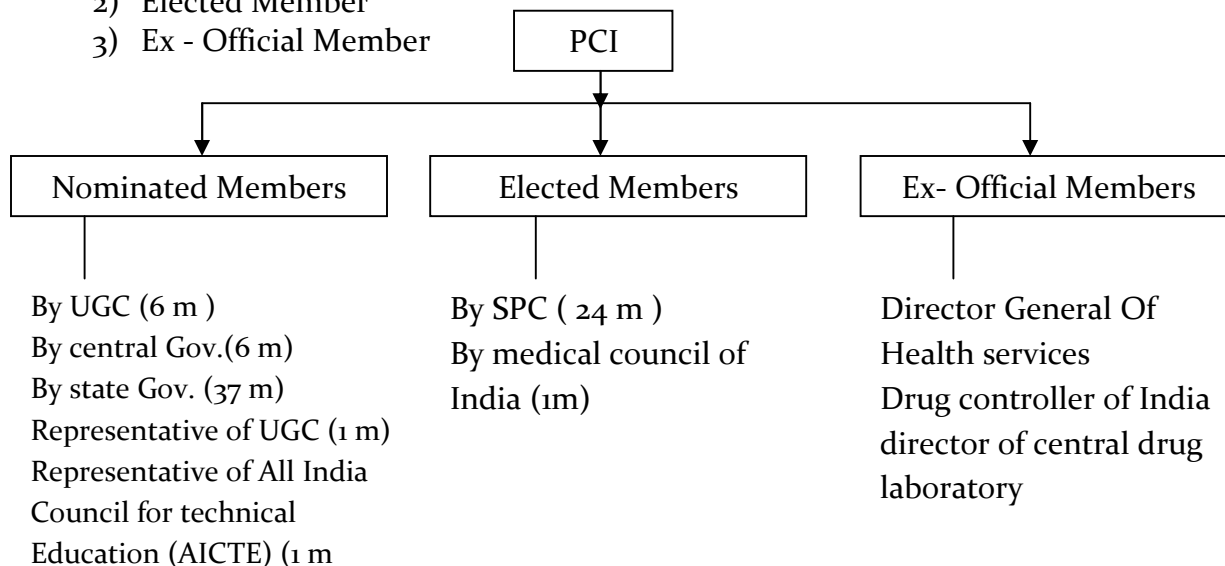 2) Elected Member
3) Ex - Official Member
PCI
Nominated Members
Elected Members
Ex- Official Members
By UGC (6 m )
By central Gov.(6 m)
By state Gov. (37 m)
Representative of UGC (1 m)
Representative of All India
Council for technical
Education (AICTE) (1 m
By SPC ( 24 m )
By medical council of
India (1m)
Director General Of
Health services
Drug controller of India
director of central drug
laboratory